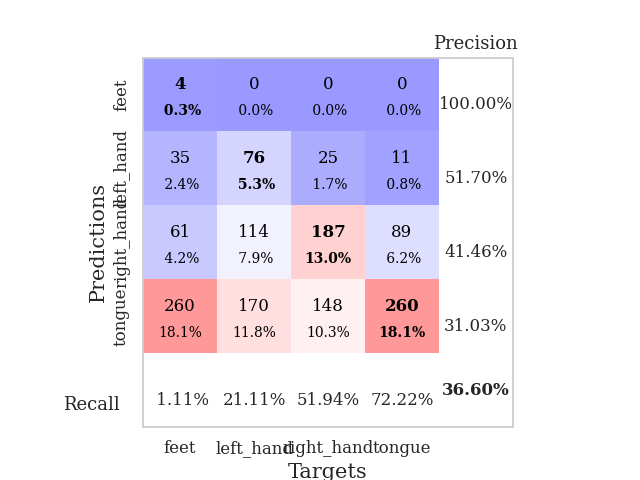 Precision
feet
4 0 0 0
0.3% 0.0% 0.0% 0.0%
100.00%
left_hand
35 76 25 11
2.4% 5.3% 1.7% 0.8%
51.70%
right_hand
61 114 187 89
4.2% 7.9% 13.0% 6.2%
41.46%
tongue
260 170 148 260
18.1% 11.8% 10.3% 18.1%
31.03%
Predictions
Recall
1.11% 21.11% 51.94% 72.22%
36.60%
feet left_hand right_hand tongue
Targets